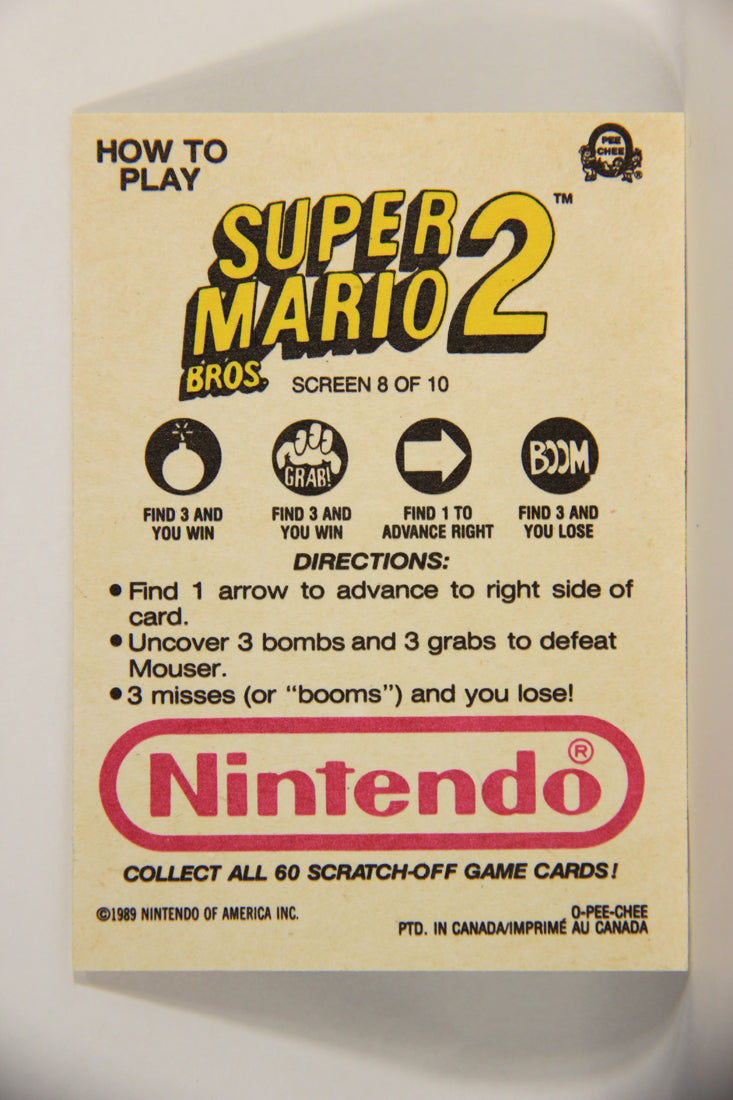 HOW TO
PLAY
O
PEE
CHEE
®
SUPER
MARIO
BROS.
2
™
SCREEN 8 OF 10
GRAB!
BOOM
FIND 3 AND
YOU WIN
FIND 3 AND
YOU WIN
FIND 1 TO
ADVANCE RIGHT
FIND 3 AND
YOU LOSE
DIRECTIONS:
• Find 1 arrow to advance to right side of
card.
• Uncover 3 bombs and 3 grabs to defeat
Mouser.
• 3 misses (or “booms”) and you lose!
Nintendo®
COLLECT ALL 60 SCRATCH-OFF GAME CARDS!
©1989 NINTENDO OF AMERICA INC.
O-PEE-CHEE
PTD. IN CANADA/IMPRIMÉ AU CANADA